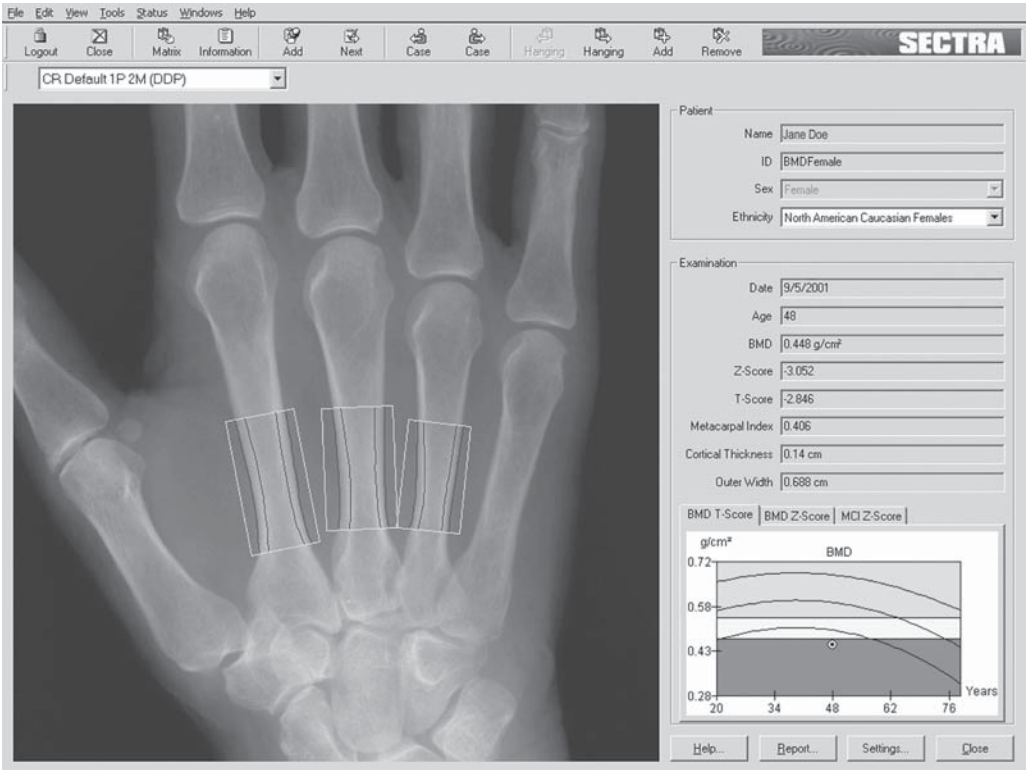 File Edit View Tools Status Windows Help
Logout Close Matrix Information Add Next Case Case Hanging Hanging Add Remove SECTRA
CR Default 1P 2M (DDP)
Patient
Name Jane Doe
ID BMDFemale
Sex Female
Ethnicity North American Caucasian Females
Examination
Date 9/5/2001
Age 48
BMD 0.448 g/cm²
Z-Score -3.052
T-Score -2.846
Metacarpal Index 0.406
Cortical Thickness 0.14 cm
Outer Width 0.688 cm
BMD T-Score BMD Z-Score MCI Z-Score
g/cm²
BMD
0.72
0.58
0.43
0.28
Years
20 34 48 62 76
Help... Report... Settings... Close